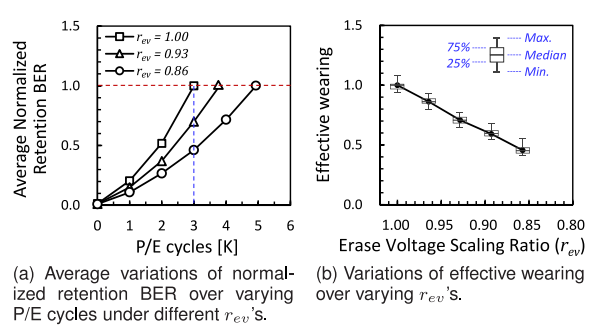 Average Normalized
Retention BER
1.5
1.0
0.5
0.0
r_ev = 1.00
r_ev = 0.93
r_ev = 0.86
0 1 2 3 4 5 6
P/E cycles [K]
(a) Average variations of normal-
ized retention BER over varying
P/E cycles under different r_ev's.
Effective wearing
1.5
1.0
0.5
0.0
75%
25%
Max.
Median
Min.
1.00 0.95 0.90 0.85 0.80
Erase Voltage Scaling Ratio (r_ev)
(b) Variations of effective wearing
over varying r_ev's.